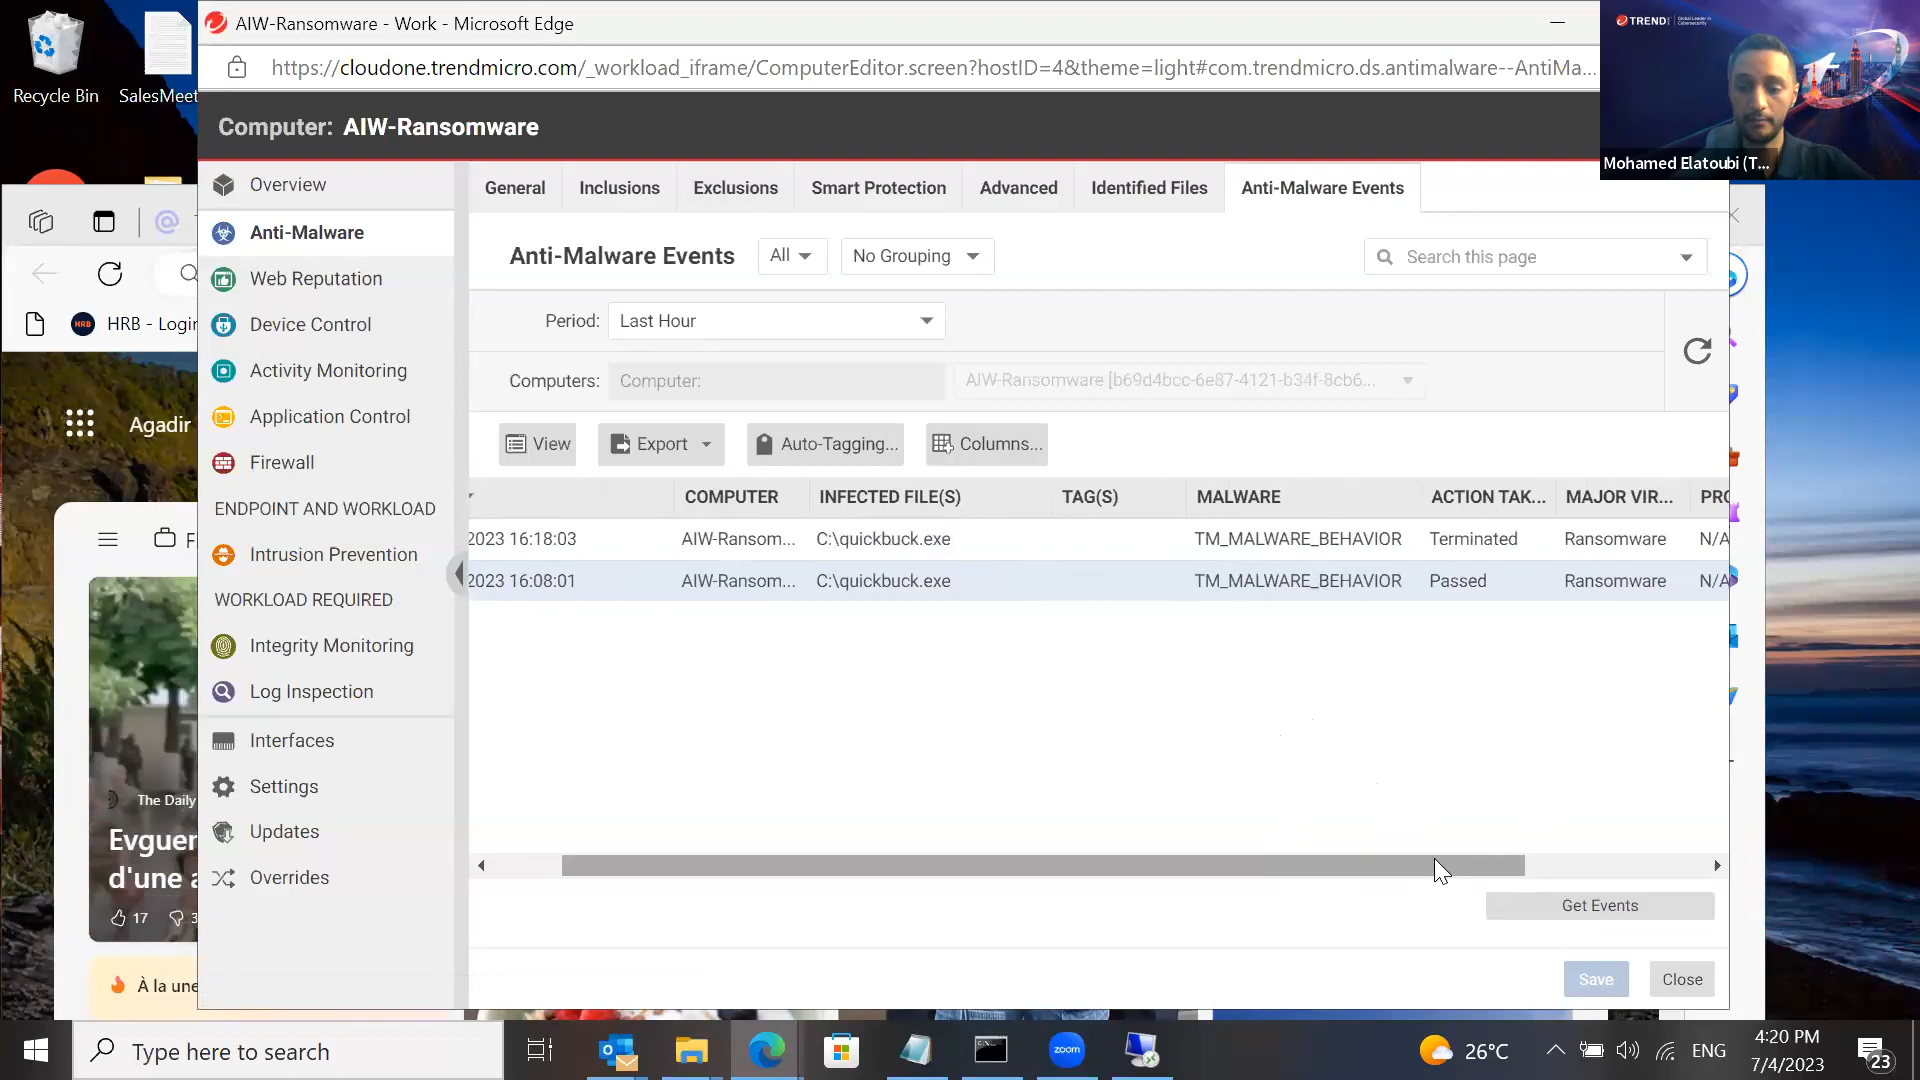 Recycle Bin
SalesMeet
AIW-Ransomware - Work - Microsoft Edge
https://cloudone.trendmicro.com/_workload_iframe/ComputerEditor.screen?hostID=4&theme=light#com.trendmicro.ds.antimalware--AntiMa...
TREND
Mohamed Elatoubi (T...
Computer: AIW-Ransomware
Overview
Anti-Malware
Web Reputation
Device Control
Activity Monitoring
Application Control
Firewall
ENDPOINT AND WORKLOAD
Intrusion Prevention
WORKLOAD REQUIRED
Integrity Monitoring
Log Inspection
Interfaces
Settings
Updates
Overrides
General Inclusions Exclusions Smart Protection Advanced Identified Files Anti-Malware Events
Anti-Malware Events All No Grouping Search this page
Period: Last Hour
Computers: Computer: AIW-Ransomware [b69d4bcc-6e87-4121-b34f-8cb6...
View Export Auto-Tagging... Columns...
COMPUTER INFECTED FILE(S) TAG(S) MALWARE ACTION TAK... MAJOR VIR... PRO
2023 16:18:03 AIW-Ransom... C:\quickbuck.exe TM_MALWARE_BEHAVIOR Terminated Ransomware N/A
2023 16:08:01 AIW-Ransom... C:\quickbuck.exe TM_MALWARE_BEHAVIOR Passed Ransomware N/A
Get Events
Save Close
HRB HRB - Login
Agadir
F
The Daily
Evguer
d'une a
17 3
À la une
Type here to search
zoom
26°C
ENG
4:20 PM
7/4/2023
23